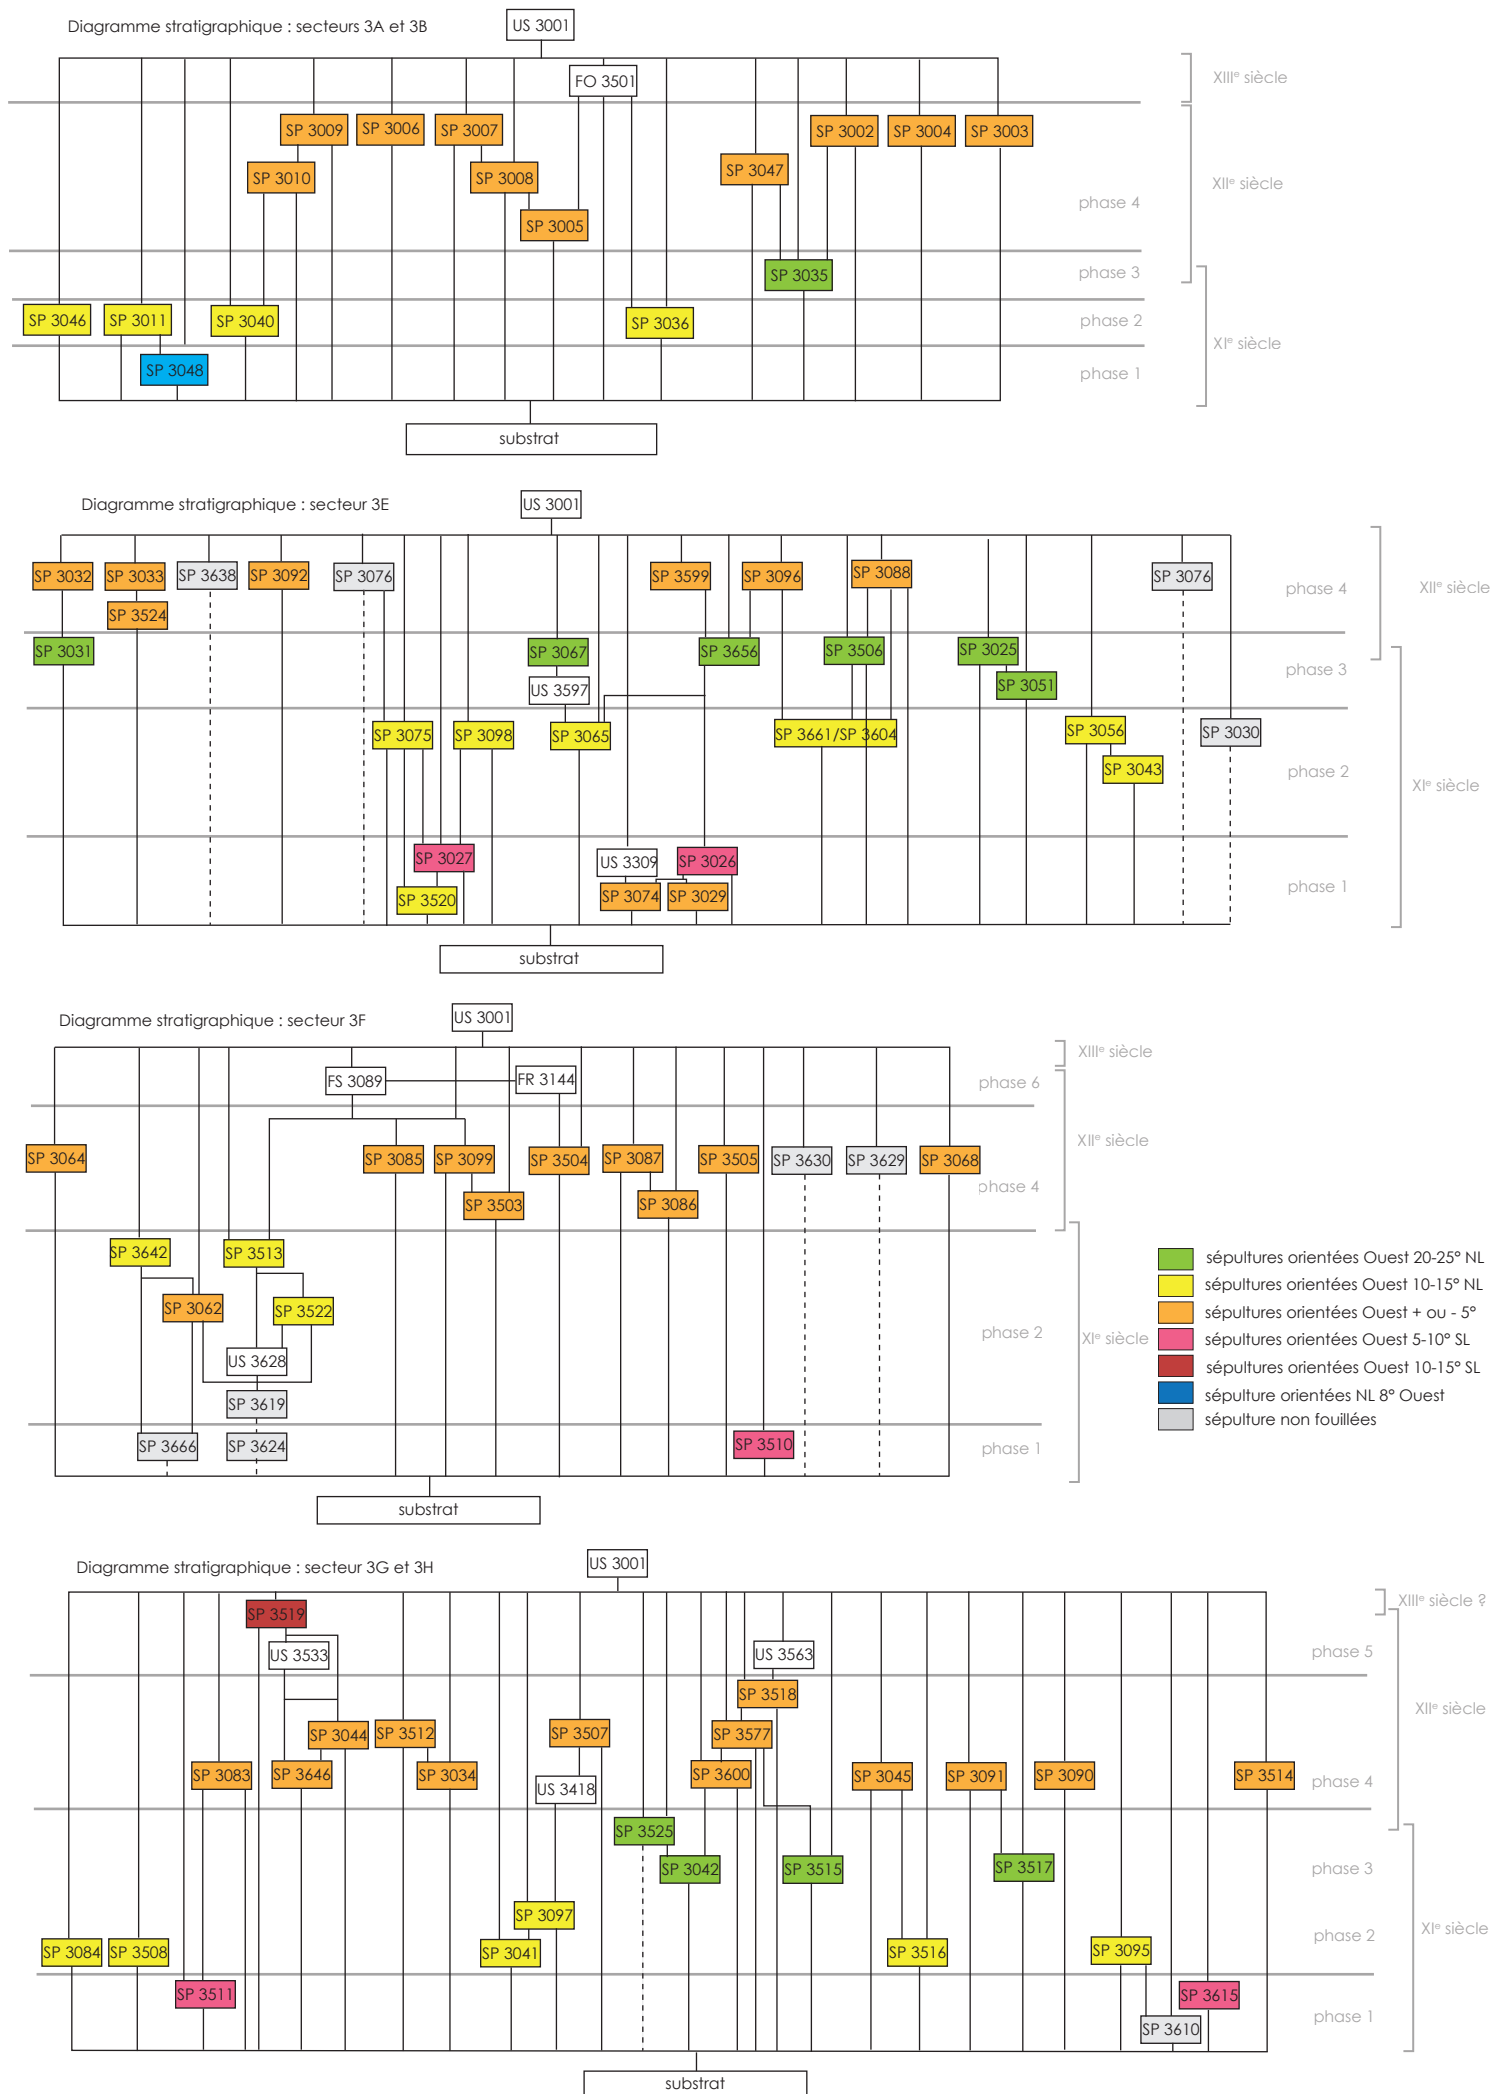 Diagramme stratigraphique : secteurs 3A et 3B
US 3001
FO 3501
XIIIe siècle
SP 3009
SP 3006
SP 3007
SP 3002
SP 3004
SP 3003
SP 3010
SP 3008
SP 3047
XIIe siècle
SP 3005
phase 4
SP 3035
phase 3
SP 3046
SP 3011
SP 3040
SP 3036
phase 2
XIe siècle
SP 3048
phase 1
substrat
Diagramme stratigraphique : secteur 3E
US 3001
SP 3032
SP 3033
SP 3638
SP 3092
SP 3076
SP 3599
SP 3096
SP 3088
SP 3076
phase 4
XIIe siècle
SP 3524
SP 3031
SP 3067
SP 3656
SP 3506
SP 3025
phase 3
US 3597
SP 3051
SP 3075
SP 3098
SP 3065
SP 3661/SP 3604
SP 3056
SP 3030
SP 3043
phase 2
XIe siècle
SP 3027
US 3309
SP 3026
SP 3520
SP 3074
SP 3029
phase 1
substrat
Diagramme stratigraphique : secteur 3F
US 3001
XIIIe siècle
FS 3089
FR 3144
phase 6
XIIe siècle
SP 3064
SP 3085
SP 3099
SP 3504
SP 3087
SP 3505
SP 3630
SP 3629
SP 3068
SP 3503
SP 3086
phase 4
SP 3642
SP 3513
SP 3062
SP 3522
phase 2
XIe siècle
US 3628
SP 3619
SP 3666
SP 3624
SP 3510
phase 1
substrat
sépultures orientées Ouest 20-25° NL
sépultures orientées Ouest 10-15° NL
sépultures orientées Ouest + ou - 5°
sépultures orientées Ouest 5-10° SL
sépultures orientées Ouest 10-15° SL
sépulture orientées NL 8° Ouest
sépulture non fouillées
Diagramme stratigraphique : secteur 3G et 3H
US 3001
XIIIe siècle ?
SP 3519
US 3533
US 3563
phase 5
SP 3518
XIIe siècle
SP 3044
SP 3512
SP 3507
SP 3577
SP 3083
SP 3646
SP 3034
US 3418
SP 3600
SP 3045
SP 3091
SP 3090
SP 3514
phase 4
SP 3525
SP 3042
SP 3515
SP 3517
phase 3
SP 3097
SP 3084
SP 3508
SP 3041
SP 3516
SP 3095
phase 2
XIe siècle
SP 3511
SP 3615
SP 3610
phase 1
substrat